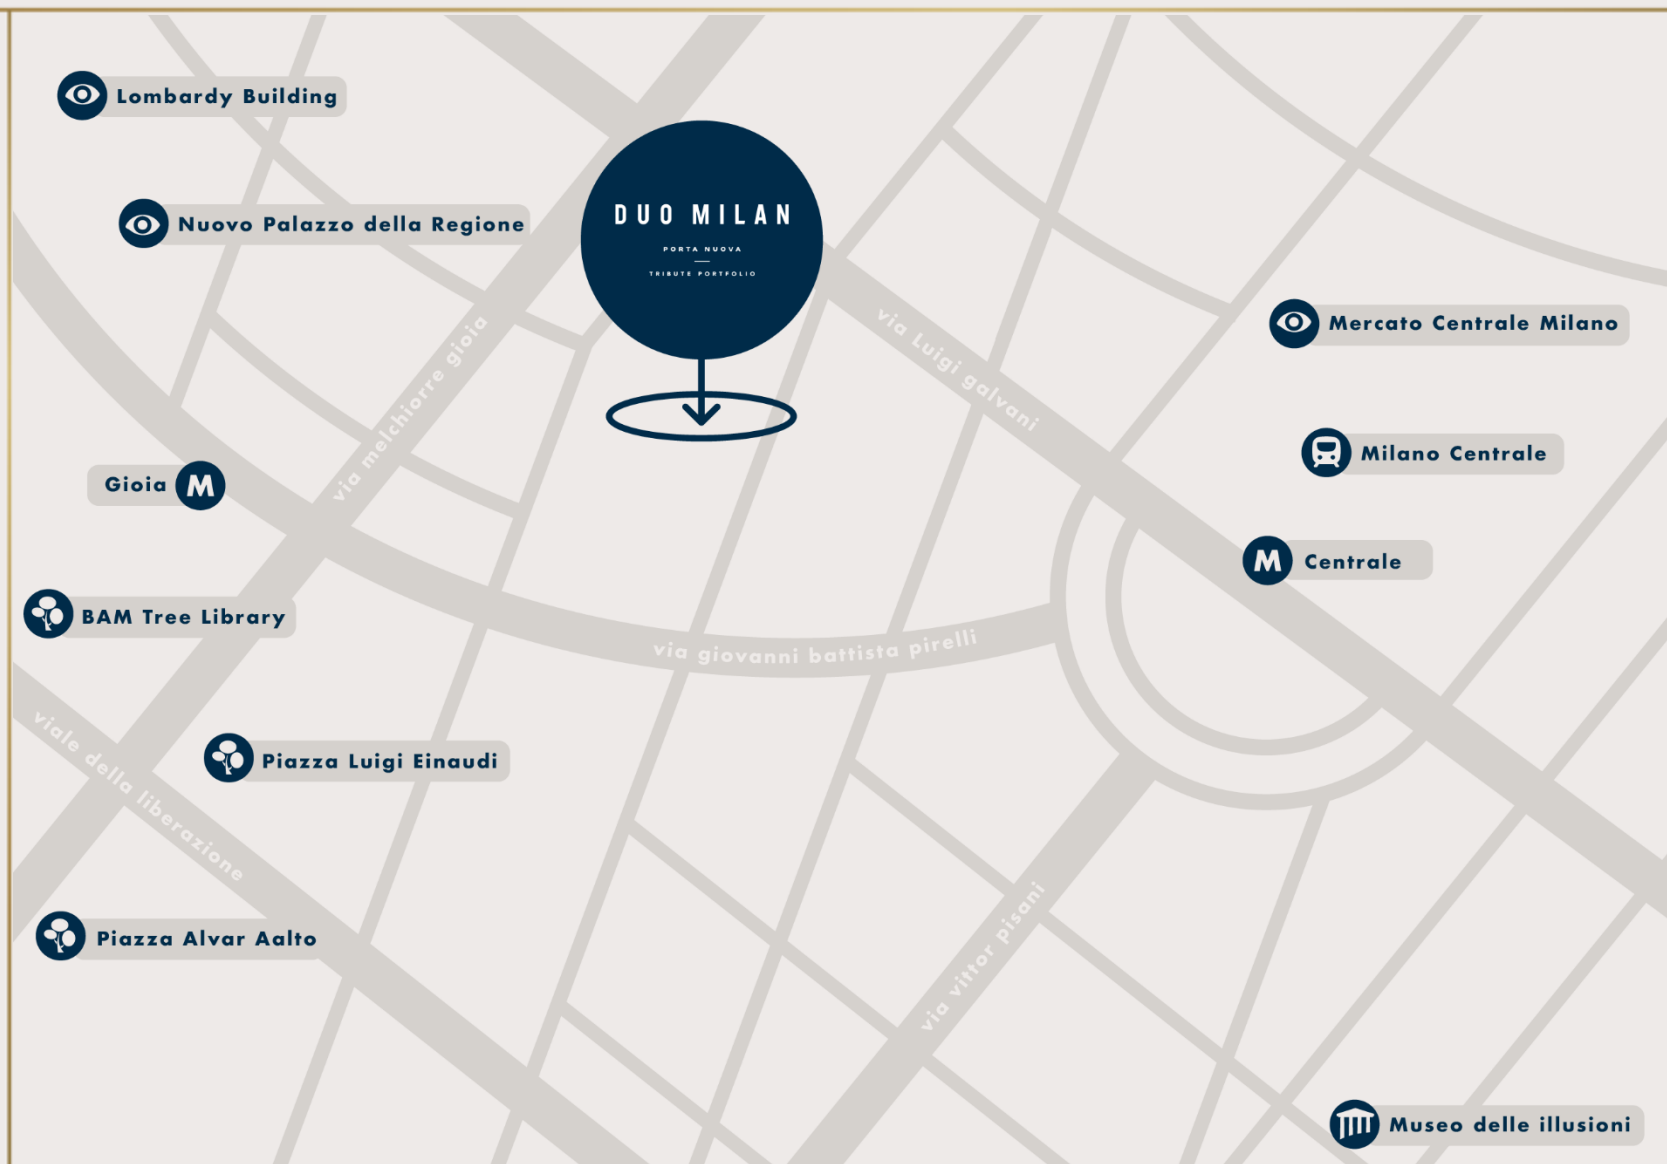 Lombardy Building
DUO MILAN
PORTA NUOVA
TRIBUTE PORTFOLIO
Nuovo Palazzo della Regione
via Luigi galvani
Mercato Centrale Milano
via melchiorre gioia
Milano Centrale
Gioia M
M Centrale
BAM Tree Library
via giovanni battista pirelli
viale della liberazione
Piazza Luigi Einaudi
Piazza Alvar Aalto
via vittor pisani
Museo delle illusioni